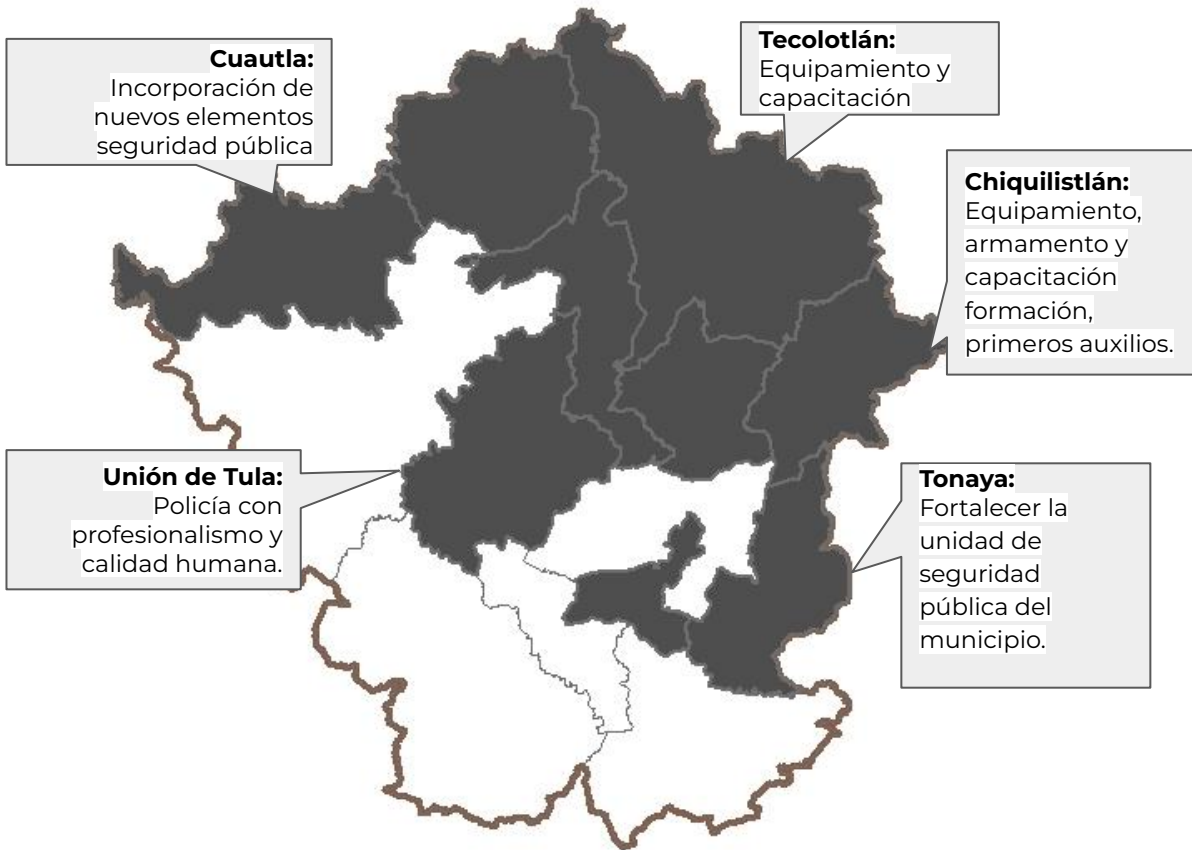 Cuautla:
Incorporación de
nuevos elementos
seguridad pública
Tecolotlán:
Equipamiento y
capacitación
Chiquilistlán:
Equipamiento,
armamento y
capacitación
formación,
primeros auxilios.
Unión de Tula:
Policía con
profesionalismo y
calidad humana.
Tonaya:
Fortalecer la
unidad de
seguridad
pública del
municipio.